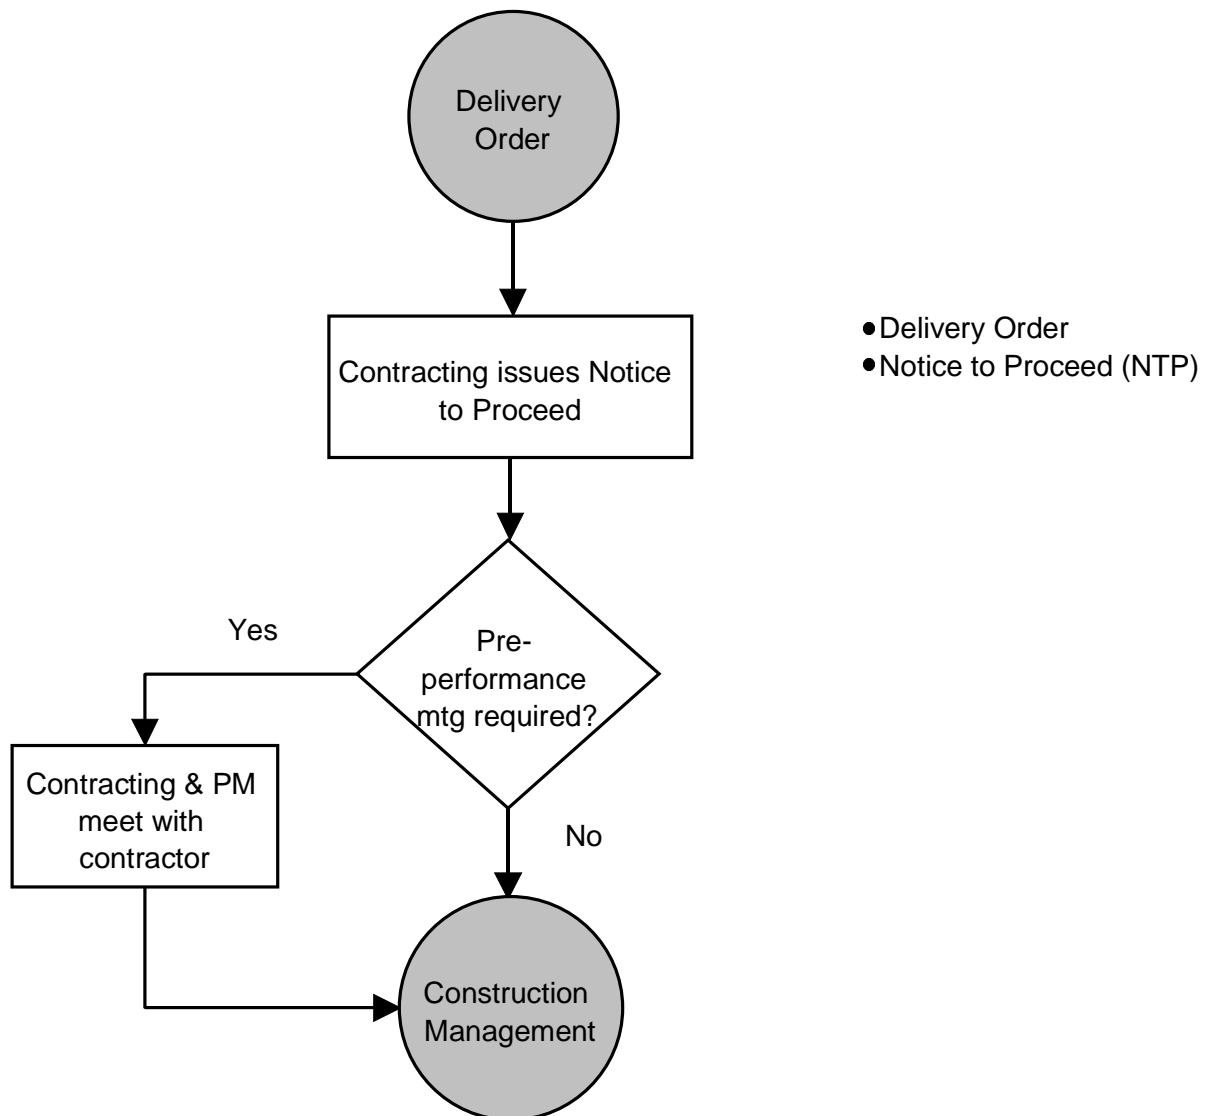 Delivery
Order
Contracting issues Notice
to Proceed
●Delivery Order
●Notice to Proceed (NTP)
Yes
Pre-
performance
mtg required?
Contracting & PM
meet with
contractor
No
Construction
Management